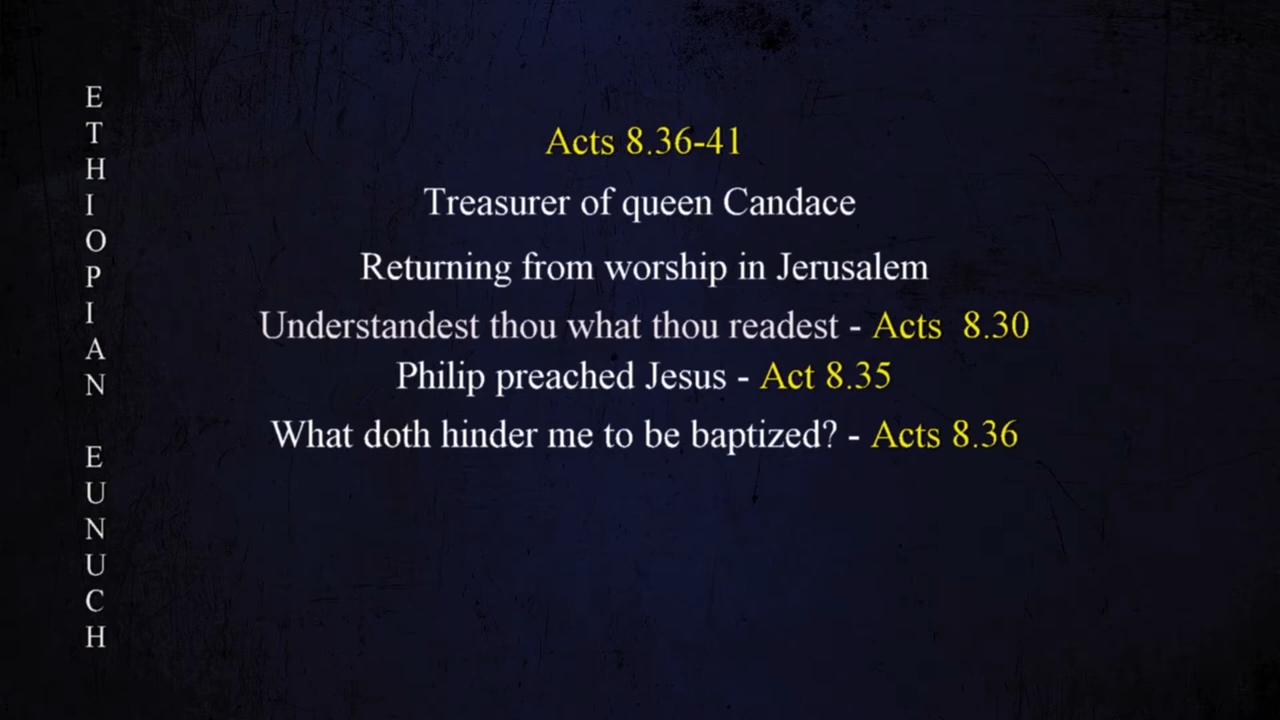 ETHIOPIAN EUNUCH
Acts 8.36-41
Treasurer of queen Candace
Returning from worship in Jerusalem
Understandest thou what thou readest - Acts  8.30
Philip preached Jesus - Act 8.35
What doth hinder me to be baptized? - Acts 8.36